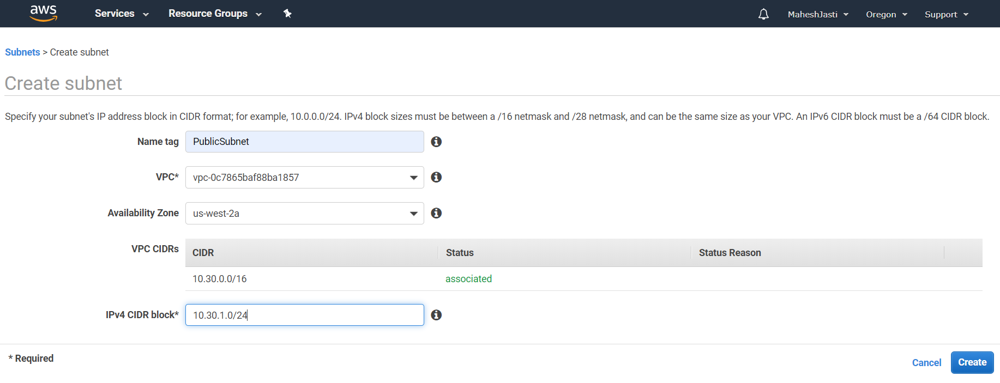 aws Services Resource Groups MaheshJasti Oregon Support
Subnets > Create subnet
Create subnet
Specify your subnet's IP address block in CIDR format; for example, 10.0.0.0/24. IPv4 block sizes must be between a /16 netmask and /28 netmask, and can be the same size as your VPC. An IPv6 CIDR block must be a /64 CIDR block.
Name tag PublicSubnet
VPC* vpc-0c7865baf88ba1857
Availability Zone us-west-2a
VPC CIDRs CIDR Status Status Reason
10.30.0.0/16 associated
IPv4 CIDR block* 10.30.1.0/24
* Required
Cancel Create